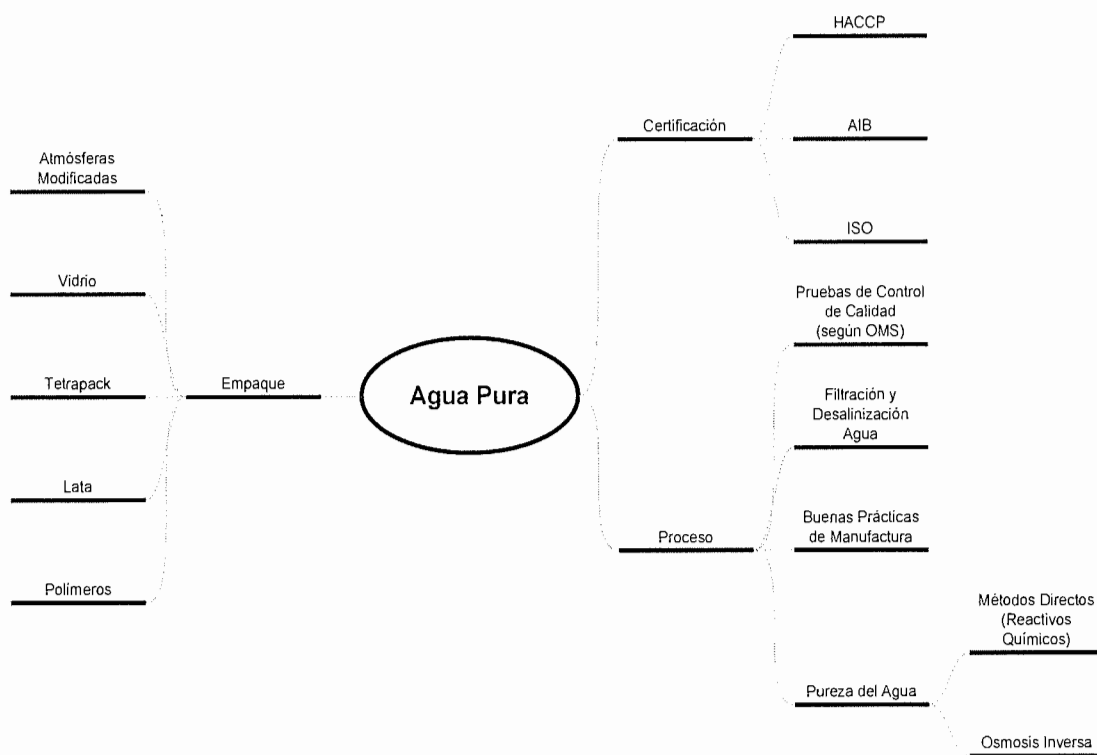 HACCP
Certificación
AIB
ISO
Atmósferas
Modificadas
Vidrio
Tetrapack
Empaque
Lata
Polímeros
Agua Pura
Pruebas de Control
de Calidad
(según OMS)
Filtración y
Desalinización
Agua
Buenas Prácticas
de Manufactura
Proceso
Métodos Directos
(Reactivos
Químicos)
Pureza del Agua
Osmosis Inversa